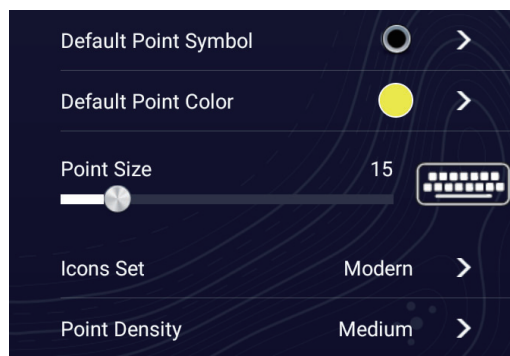 Default Point Symbol
Default Point Color
Point Size 15
Icons Set Modern
Point Density Medium